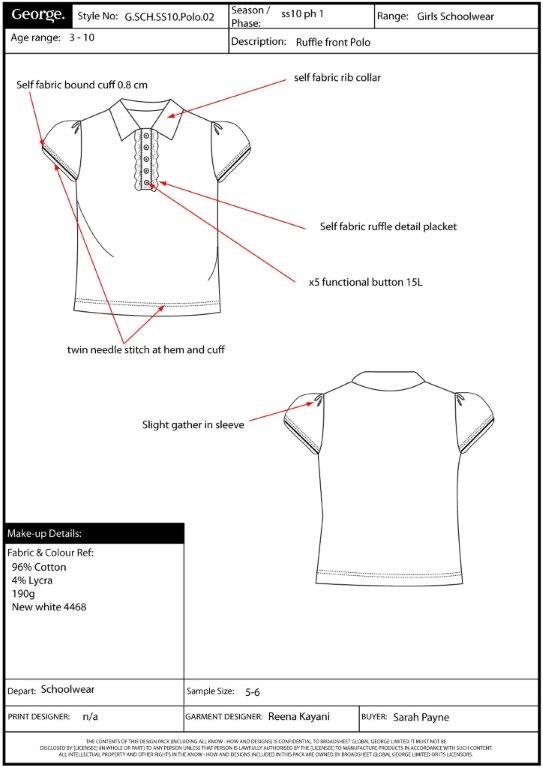 George.
Style No: G.SCH.SS10.Polo.02
Season / Phase: ss10 ph 1
Range: Girls Schoolwear
Age range: 3 - 10
Description: Ruffle front Polo
Self fabric bound cuff 0.8 cm
self fabric rib collar
Self fabric ruffle detail placket
x5 functional button 15L
twin needle stitch at hem and cuff
Slight gather in sleeve
Make-up Details:
Fabric & Colour Ref:
96% Cotton
4% Lycra
190g
New white 4468
Depart: Schoolwear
Sample Size: 5-6
PRINT DESIGNER: n/a
GARMENT DESIGNER: Reena Kayani
BUYER: Sarah Payne
THE CONTENTS OF THIS DESIGN PACK (INCLUDING ALL KNOW - HOW AND DESIGNS) IS CONFIDENTIAL TO BROADSHEET GLOBAL GEORGE LIMITED. IT MUST NOT BE
DISCLOSED BY [LICENSEE] (IN WHOLE OR PART) TO ANY PERSON UNLESS THAT PERSON IS LAWFULLY AUTHORISED BY THE [LICENSEE] TO MANUFACTURE PRODUCTS IN ACCORDANCE WITH SUCH CONTENT.
ALL INTELLECTUAL PROPERTY AND OTHER RIGHTS IN THE KNOW - HOW AND DESIGNS INCLUDED IN THIS PACK ARE OWNED BY BROADSHEET GLOBAL GEORGE LIMITED OR ITS LICENSORS.